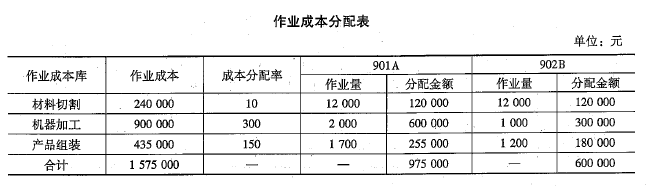 作业成本分配表
单位：元
作业成本库 作业成本 成本分配率 901A 902B
作业量 分配金额 作业量 分配金额
材料切割 240 000 10 12 000 120 000 12 000 120 000
机器加工 900 000 300 2 000 600 000 1 000 300 000
产品组装 435 000 150 1 700 255 000 1 200 180 000
合计 1 575 000 — — 975 000 — 600 000